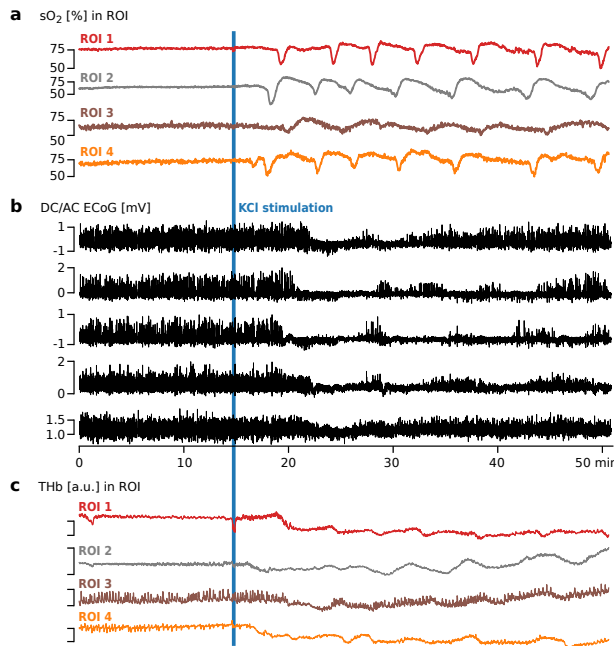 a sO2 [%] in ROI
ROI 1
75
50
ROI 2
75
50
ROI 3
75
50
ROI 4
75
50
b DC/AC ECoG [mV] KCl stimulation
1
-1
2
0
1
-1
2
0
1.5
1.0
0 10 20 30 40 50 min
c THb [a.u.] in ROI
ROI 1
ROI 2
ROI 3
ROI 4